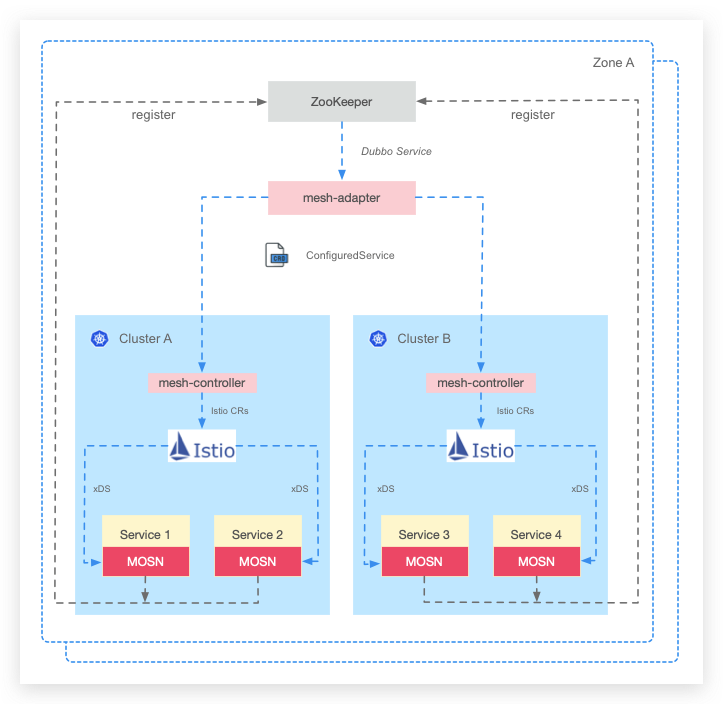 Zone A
ZooKeeper
register
register
Dubbo Service
mesh-adapter
CRS
ConfiguredService
Cluster A
Cluster B
mesh-controller
mesh-controller
Istio CRs
Istio CRs
Istio
Istio
xDS
xDS
xDS
xDS
Service 1
Service 2
Service 3
Service 4
MOSN
MOSN
MOSN
MOSN